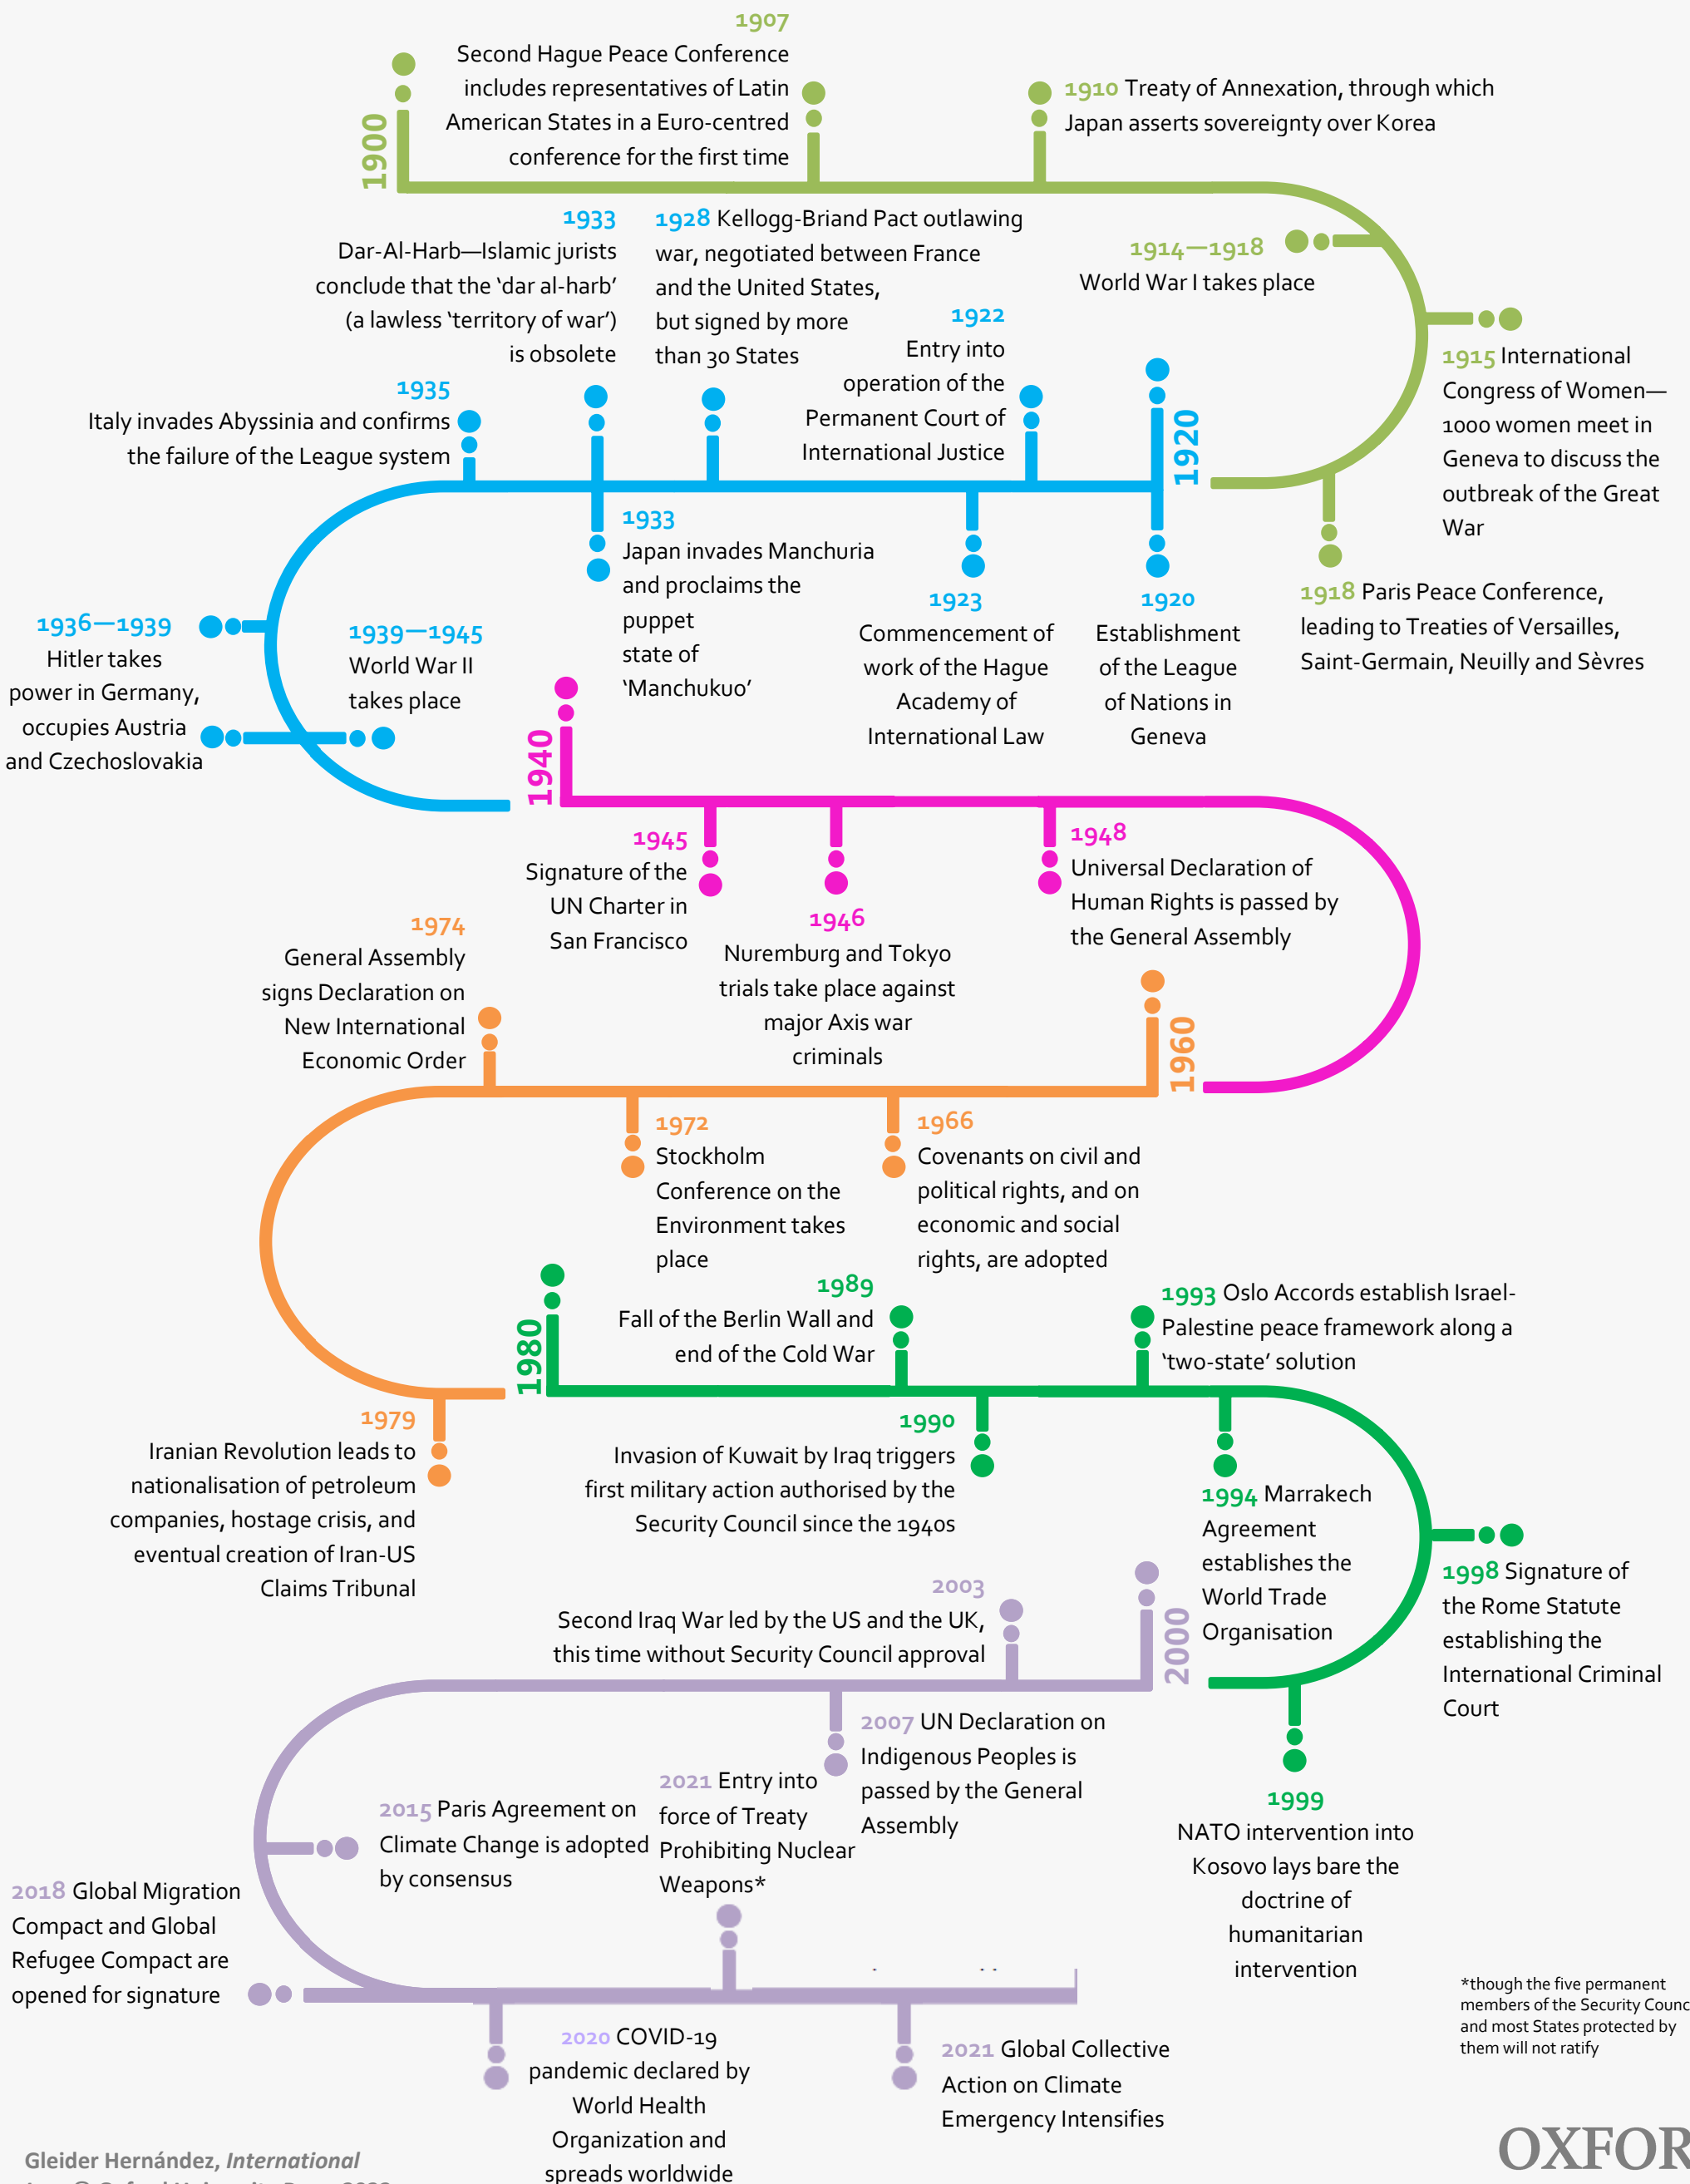 1907
Second Hague Peace Conference
includes representatives of Latin
American States in a Euro-centred
conference for the first time
1900
1910 Treaty of Annexation, through which
Japan asserts sovereignty over Korea
1914—1918
World War I takes place
1915 International
Congress of Women—
1000 women meet in
Geneva to discuss the
outbreak of the Great
War
1918 Paris Peace Conference,
leading to Treaties of Versailles,
Saint-Germain, Neuilly and Sèvres
1920
1920
Establishment
of the League
of Nations in
Geneva
1922
Entry into
operation of the
Permanent Court of
International Justice
1923
Commencement of
work of the Hague
Academy of
International Law
1928 Kellogg-Briand Pact outlawing
war, negotiated between France
and the United States,
but signed by more
than 30 States
1933
Dar-Al-Harb—Islamic jurists
conclude that the ‘dar al-harb’
(a lawless ‘territory of war’)
is obsolete
1933
Japan invades Manchuria
and proclaims the
puppet
state of
‘Manchukuo’
1935
Italy invades Abyssinia and confirms
the failure of the League system
1936—1939
Hitler takes
power in Germany,
occupies Austria
and Czechoslovakia
1939—1945
World War II
takes place
1940
1945
Signature of the
UN Charter in
San Francisco
1946
Nuremburg and Tokyo
trials take place against
major Axis war
criminals
1948
Universal Declaration of
Human Rights is passed by
the General Assembly
1960
1966
Covenants on civil and
political rights, and on
economic and social
rights, are adopted
1972
Stockholm
Conference on the
Environment takes
place
1974
General Assembly
signs Declaration on
New International
Economic Order
1979
Iranian Revolution leads to
nationalisation of petroleum
companies, hostage crisis, and
eventual creation of Iran-US
Claims Tribunal
1980
1989
Fall of the Berlin Wall and
end of the Cold War
1990
Invasion of Kuwait by Iraq triggers
first military action authorised by the
Security Council since the 1940s
1993 Oslo Accords establish Israel-
Palestine peace framework along a
‘two-state’ solution
1994 Marrakech
Agreement
establishes the
World Trade
Organisation
1998 Signature of
the Rome Statute
establishing the
International Criminal
Court
1999
NATO intervention into
Kosovo lays bare the
doctrine of
humanitarian
intervention
2000
2003
Second Iraq War led by the US and the UK,
this time without Security Council approval
2007 UN Declaration on
Indigenous Peoples is
passed by the General
Assembly
2015 Paris Agreement on
Climate Change is adopted
by consensus
2018 Global Migration
Compact and Global
Refugee Compact are
opened for signature
2020 COVID-19
pandemic declared by
World Health
Organization and
spreads worldwide
2021 Entry into
force of Treaty
Prohibiting Nuclear
Weapons*
2021 Global Collective
Action on Climate
Emergency Intensifies
*though the five permanent
members of the Security Counc
and most States protected by
them will not ratify
Gleider Hernández, International
OXFOR